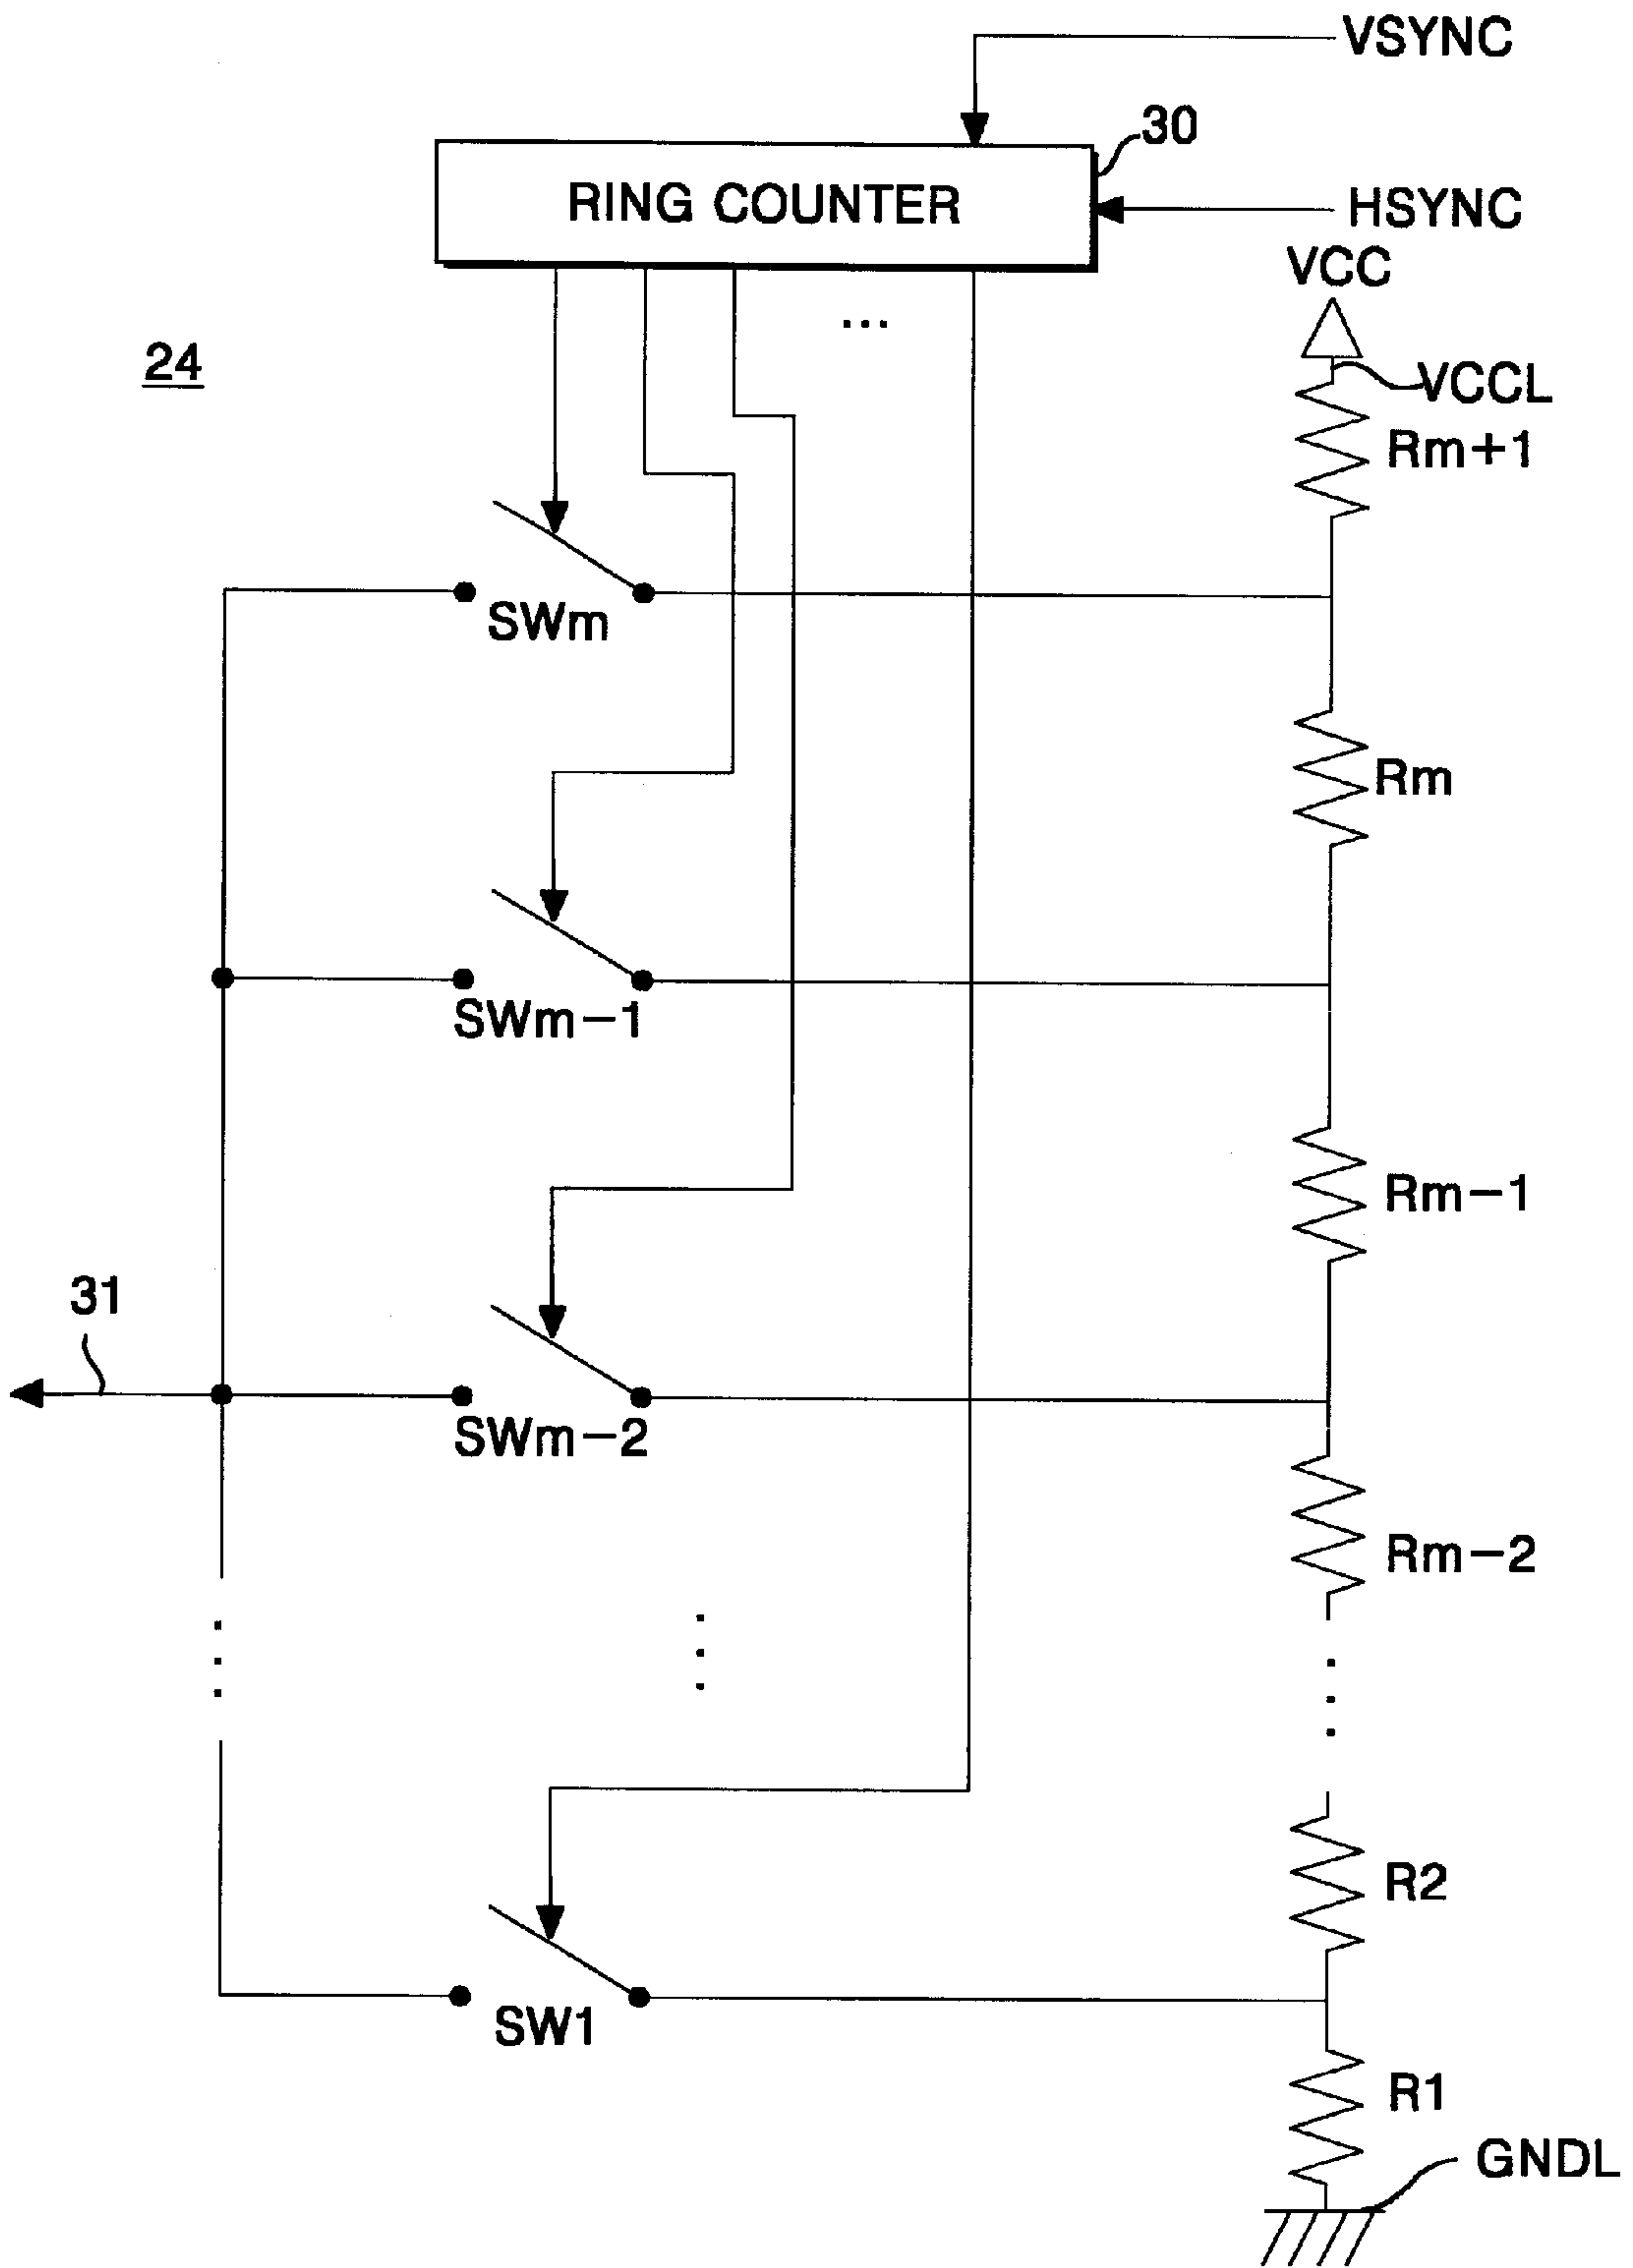 VSYNC
30
RING COUNTER
HSYNC
VCC
...
24
VCCL
Rm+1
SWm
Rm
SWm-1
Rm-1
31
SWm-2
Rm-2
R2
SW1
R1
GNDL